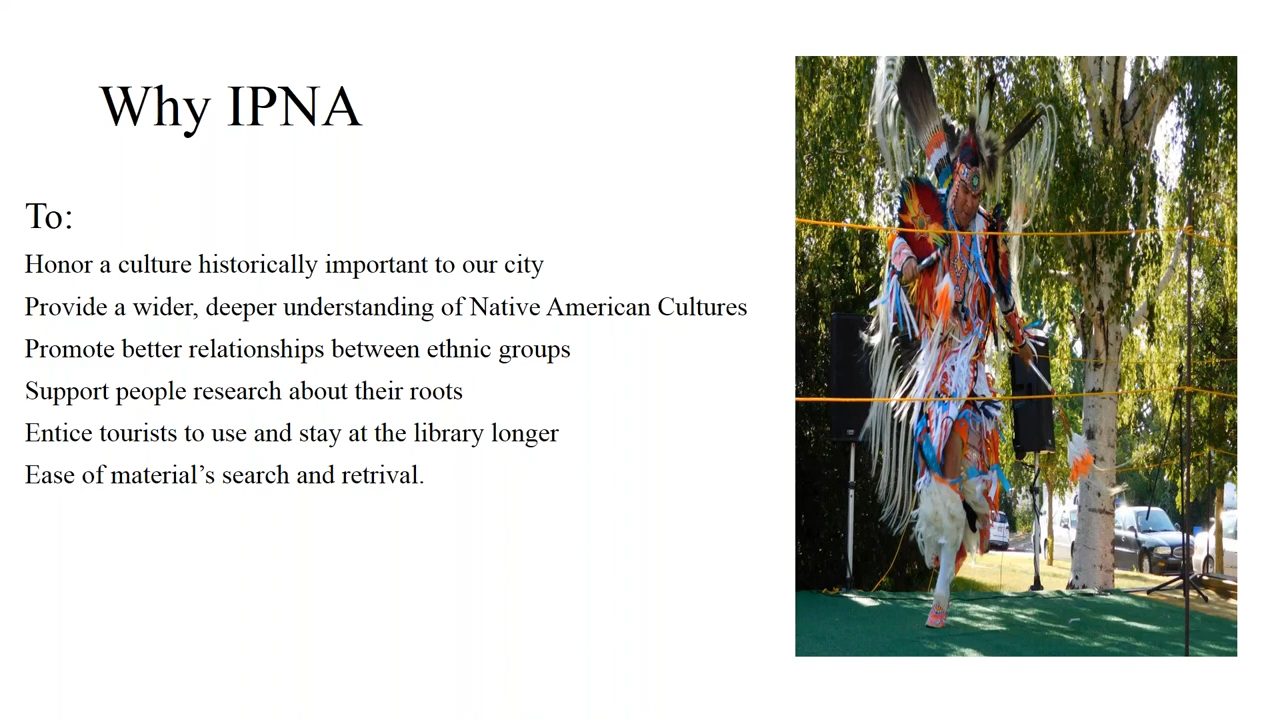 Why IPNA
To:
Honor a culture historically important to our city
Provide a wider, deeper understanding of Native American Cultures
Promote better relationships between ethnic groups
Support people research about their roots
Entice tourists to use and stay at the library longer
Ease of material’s search and retrival.